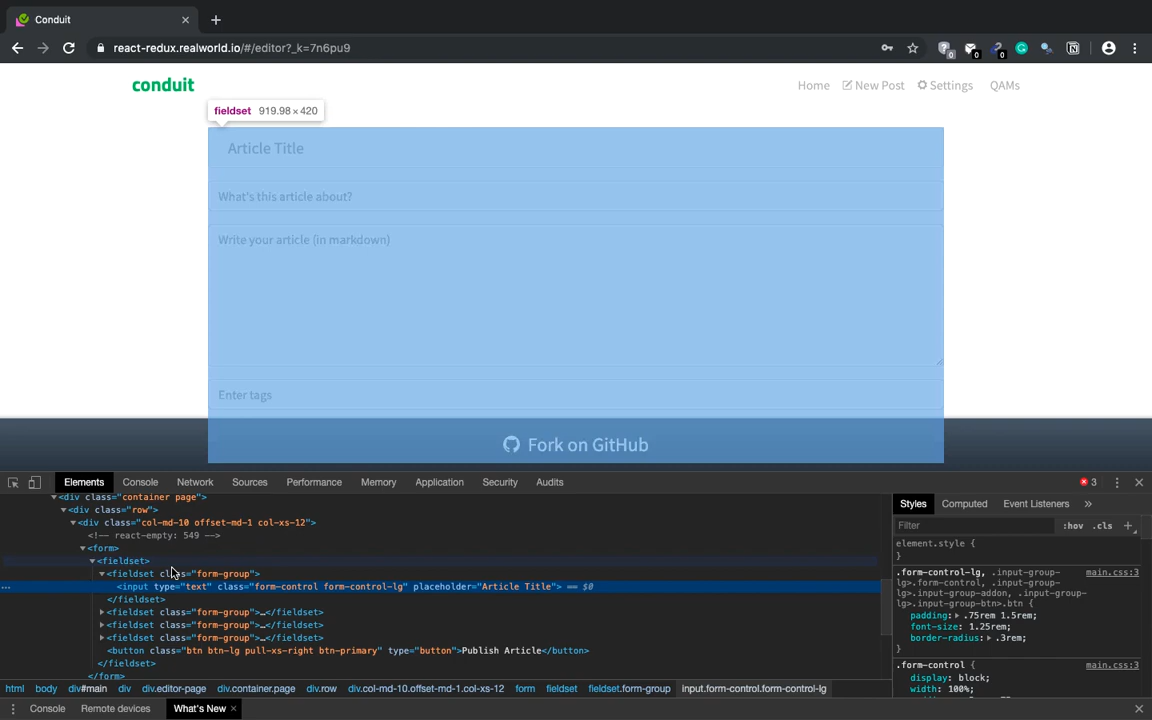 Conduit
react-redux.realworld.io/#/editor?_k=7n6pu9
0 0 0
conduit
Home New Post Settings QAMs
fieldset 919.98 × 420
Article Title
What's this article about?
Write your article (in markdown)
Enter tags
Fork on GitHub
Elements Console Network Sources Performance Memory Application Security Audits 3
<div class="container page">
<div class="row">
<div class="col-md-10 offset-md-1 col-xs-12">
<!-- react-empty: 549 -->
<form>
<fieldset>
<fieldset class="form-group">
<input type="text" class="form-control form-control-lg" placeholder="Article Title"> == $0
</fieldset>
<fieldset class="form-group">…</fieldset>
<fieldset class="form-group">…</fieldset>
<fieldset class="form-group">…</fieldset>
<button class="btn btn-lg pull-xs-right btn-primary" type="button">Publish Article</button>
</fieldset>
</form>
html body div#main div div.editor-page div.container.page div.row div.col-md-10.offset-md-1.col-xs-12 form fieldset fieldset.form-group input.form-control.form-control-lg
Styles Computed Event Listeners »
Filter :hov .cls +
element.style {
}
.form-control-lg, .input-group- main.css:3
lg>.form-control, .input-group-
lg>.input-group-addon, .input-group-
lg>.input-group-btn>.btn {
padding: .75rem 1.5rem;
font-size: 1.25rem;
border-radius: .3rem;
}
.form-control { main.css:3
display: block;
width: 100%;
Console Remote devices What's New ×